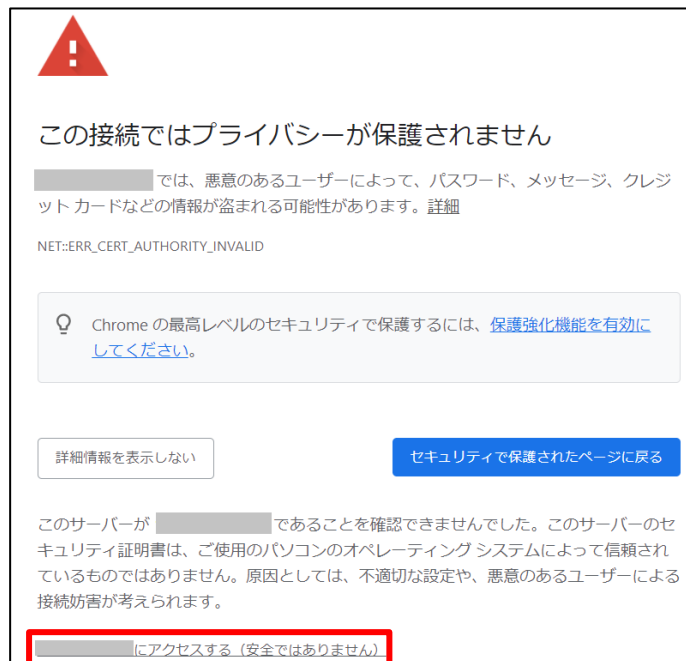 この接続ではプライバシーが保護されません
では、悪意のあるユーザーによって、パスワード、メッセージ、クレジ
ット カードなどの情報が盗まれる可能性があります。詳細
NET::ERR_CERT_AUTHORITY_INVALID
Chrome の最高レベルのセキュリティで保護するには、保護強化機能を有効に
してください。
詳細情報を表示しない
セキュリティで保護されたページに戻る
このサーバーが であることを確認できませんでした。このサーバーのセ
キュリティ証明書は、ご使用のパソコンのオペレーティング システムによって信頼され
ているものではありません。原因としては、不適切な設定や、悪意のあるユーザーによる
接続妨害が考えられます。
にアクセスする（安全ではありません）